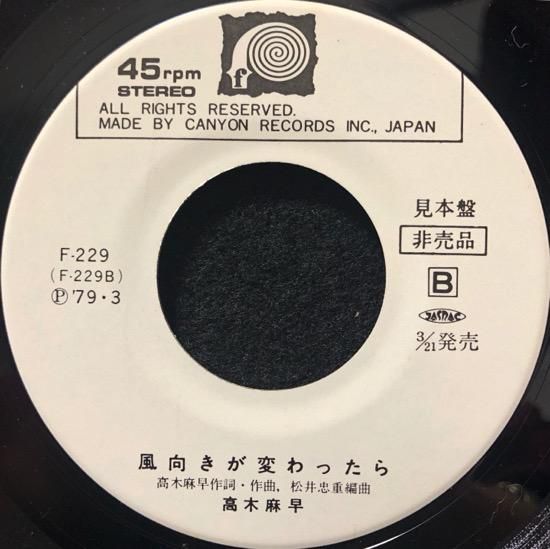 f
45rpm
STEREO
ALL RIGHTS RESERVED.
MADE BY CANYON RECORDS INC., JAPAN
見本盤
非売品
F-229
(F-229B)
Ⓟ'79・3
B
JASRAC
3/21発売
風向きが変わったら
高木麻早作詞・作曲, 松井忠重編曲
高木麻早